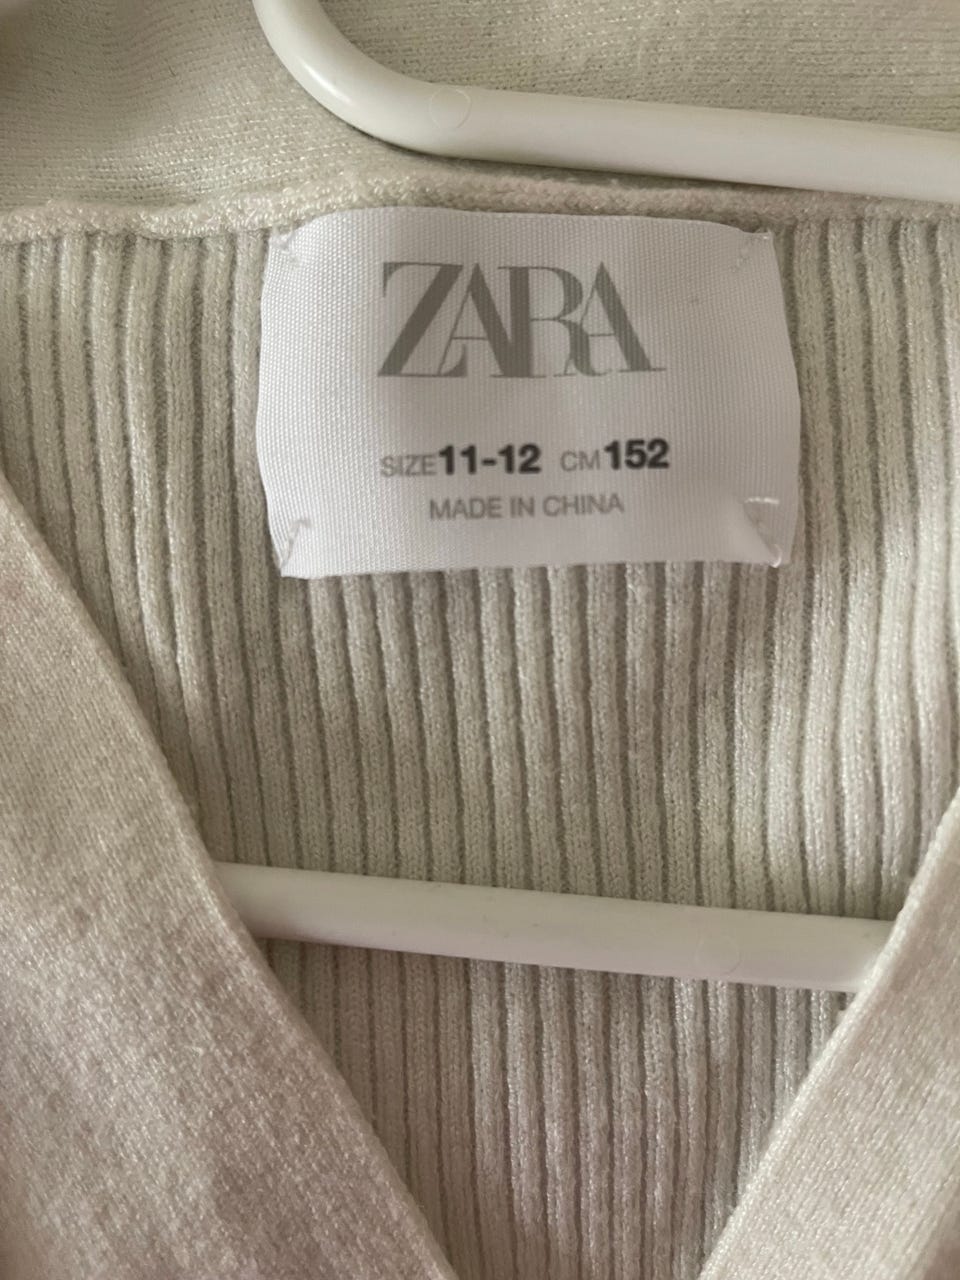 ZARA
SIZE 11-12 CM 152
MADE IN CHINA